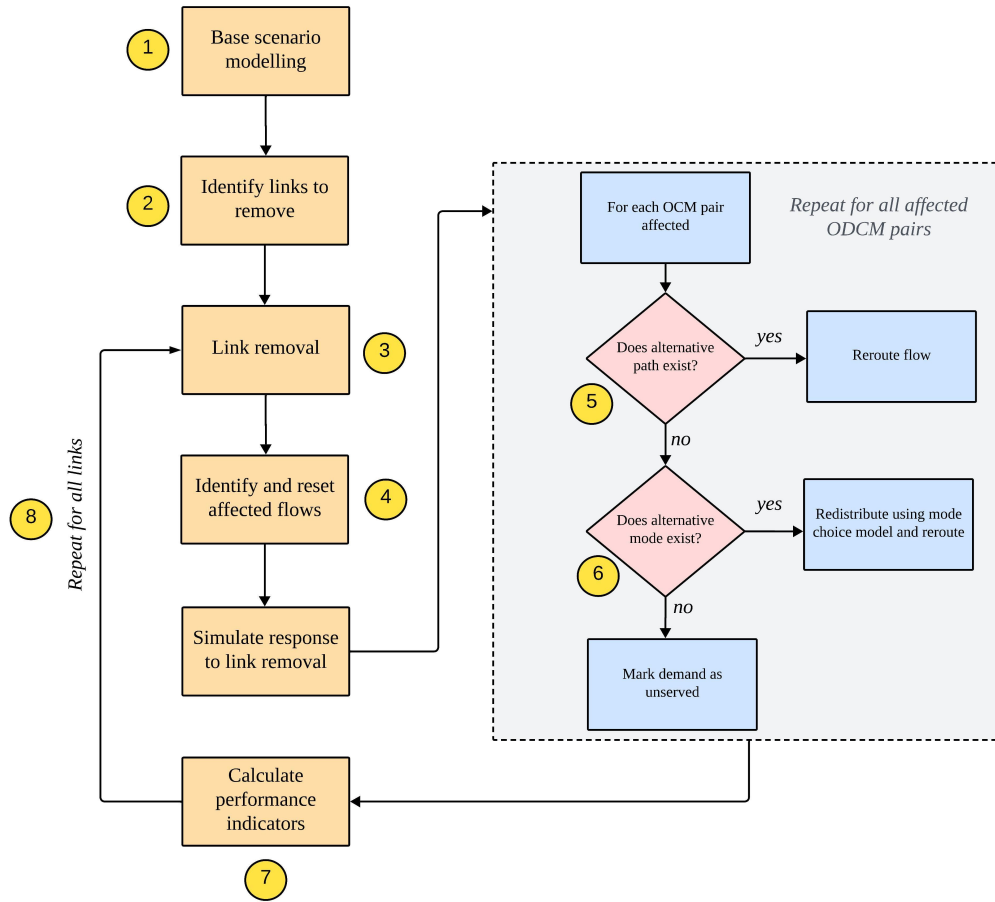 1
Base scenario
modelling
2
Identify links to
remove
3
Link removal
4
Identify and reset
affected flows
Simulate response
to link removal
Repeat for all affected
ODCM pairs
For each OCM pair
affected
5
Does alternative
path exist?
yes
Reroute flow
no
6
Does alternative
mode exist?
yes
Redistribute using mode
choice model and reroute
no
Mark demand as
unserved
Calculate
performance
indicators
7
8
Repeat for all links